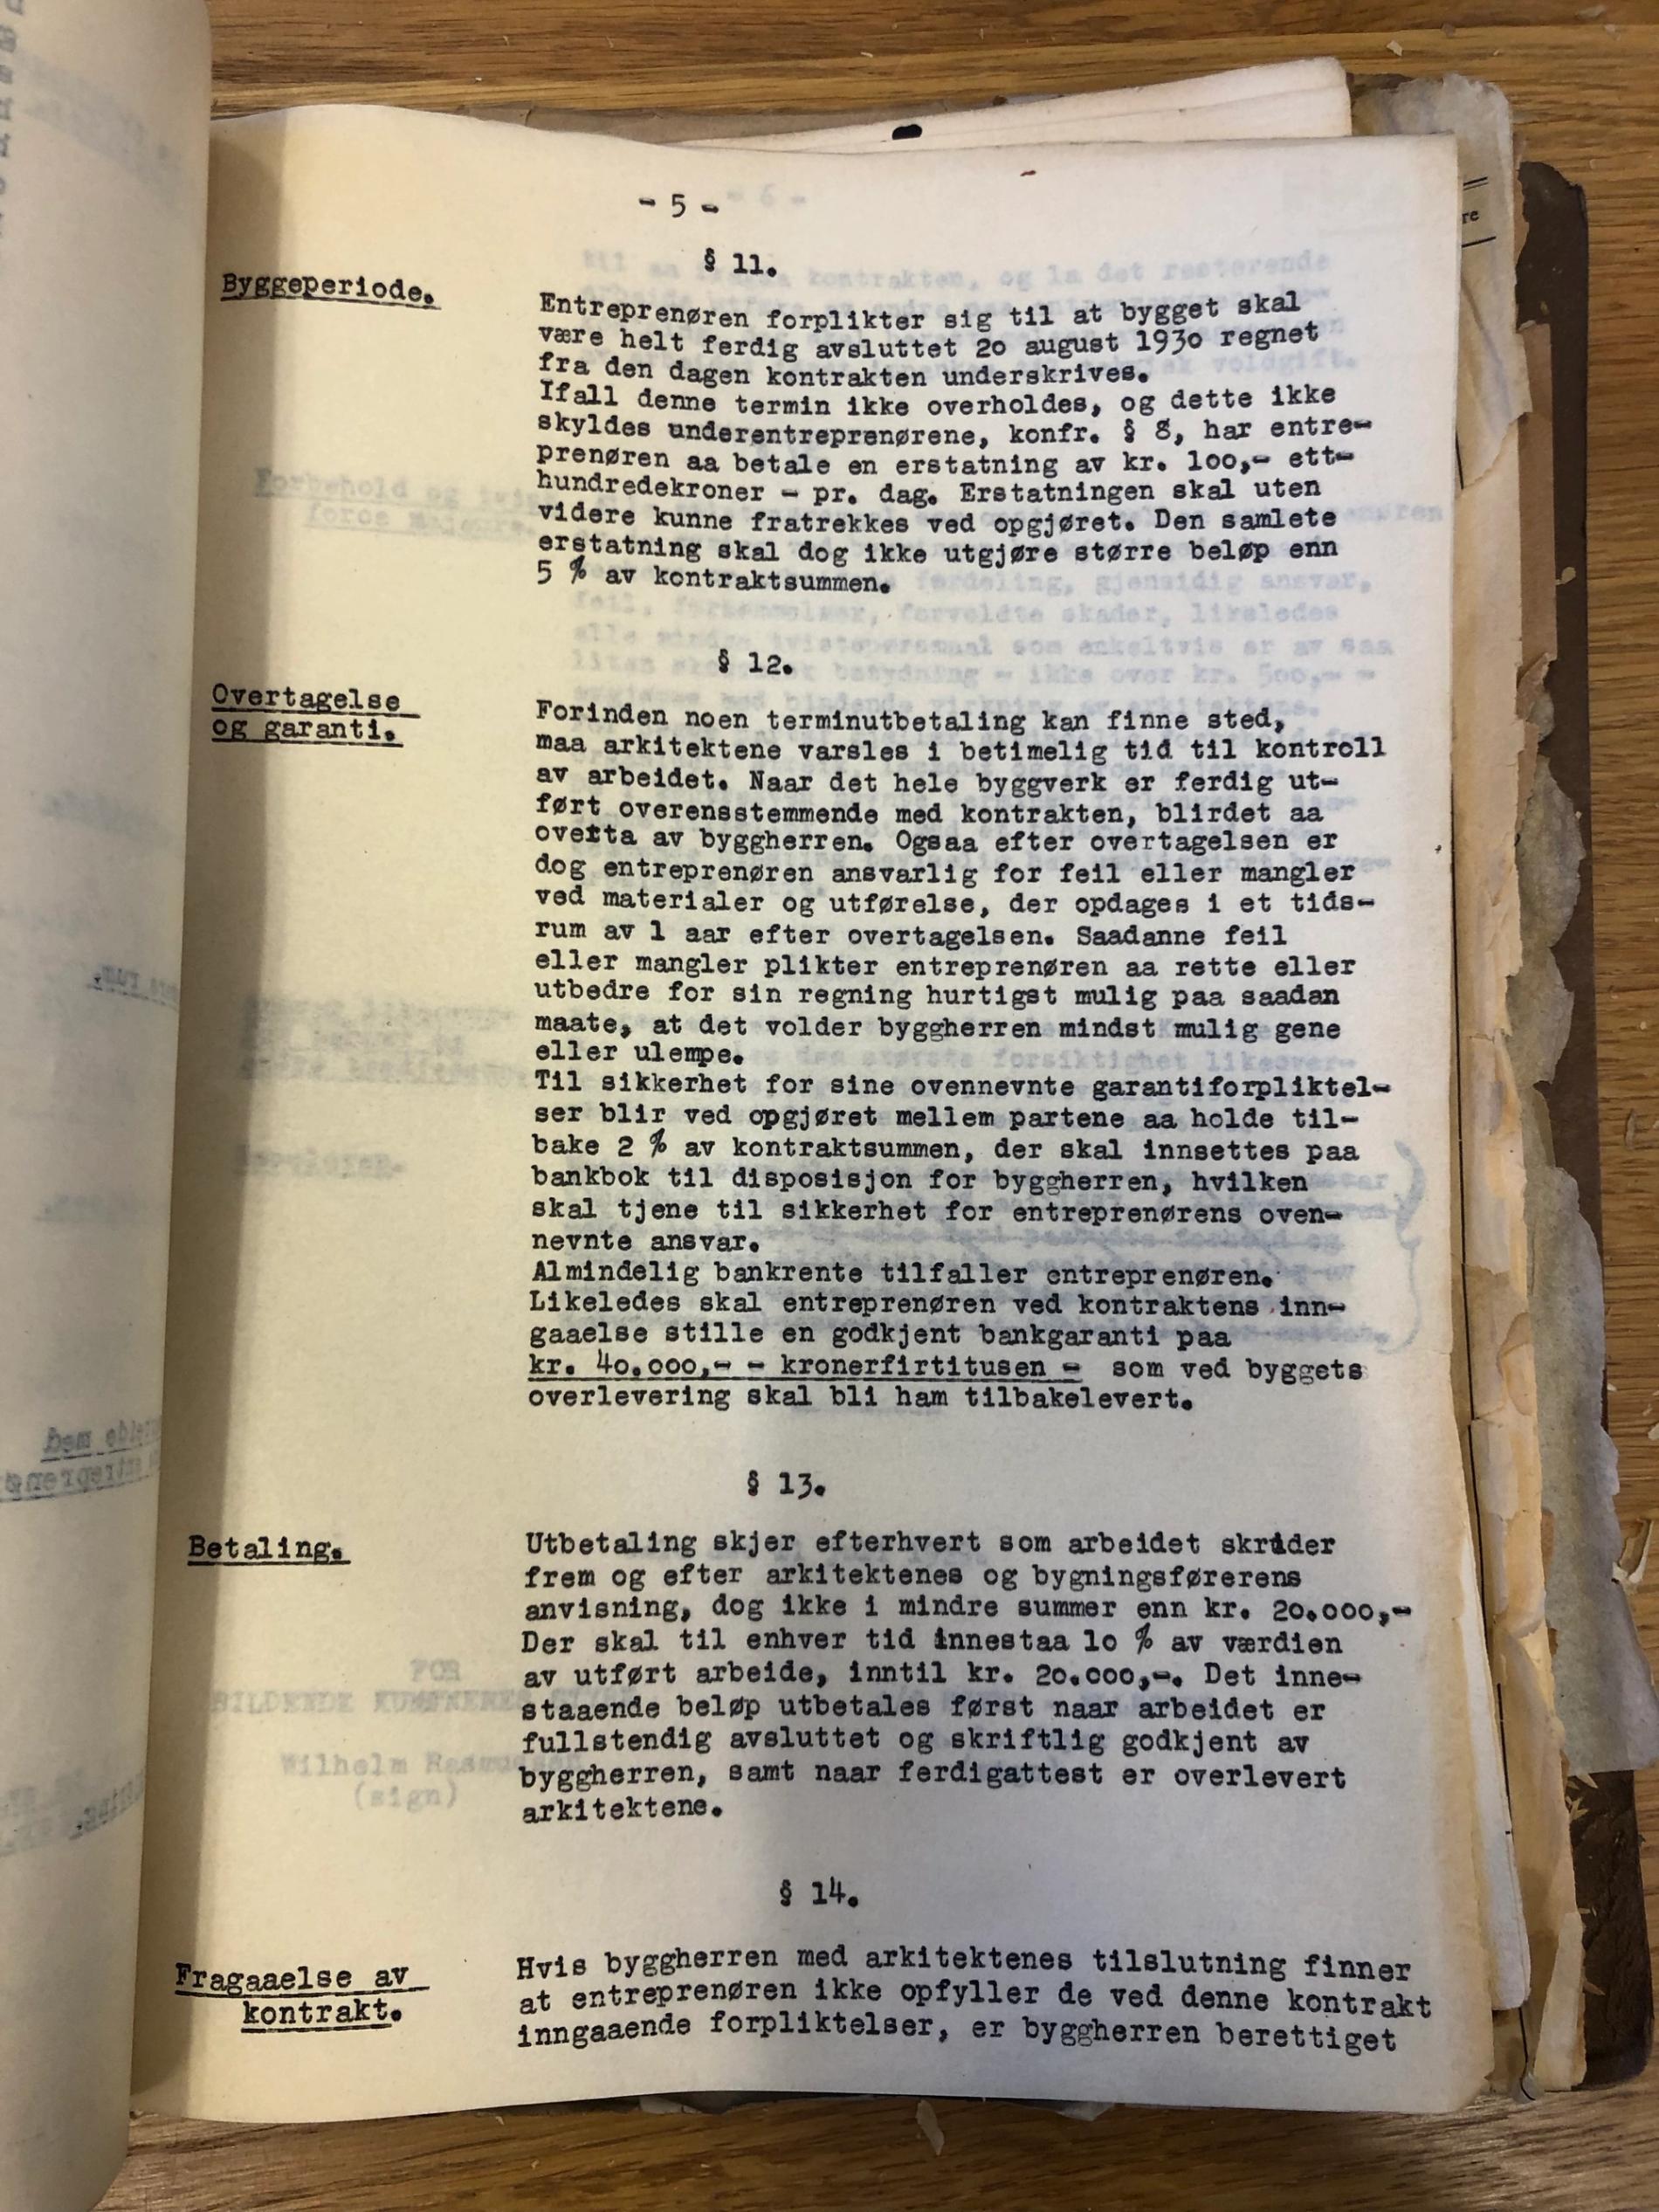 - 5 -
§ 11.
Byggeperiode.
Entreprenøren forplikter sig til at bygget skal
være helt ferdig avsluttet 2o august 193o regnet
fra den dagen kontrakten underskrives.
Ifall denne termin ikke overholdes, og dette ikke
skyldes underentreprenørene, konfr. § 8, har entre-
prenøren aa betale en erstatning av kr. 1oo,- ett-
hundredekroner - pr. dag. Erstatningen skal uten
videre kunne fratrekkes ved opgjøret. Den samlete
erstatning skal dog ikke utgjøre større beløp enn
5 % av kontraktsummen.
§ 12.
Overtagelse
og garanti.
Forinden noen terminutbetaling kan finne sted,
maa arkitektene varsles i betimelig tid til kontroll
av arbeidet. Naar det hele byggverk er ferdig ut-
ført overensstemmende med kontrakten, blirdet aa
overta av byggherren. Ogsaa efter overtagelsen er
dog entreprenøren ansvarlig for feil eller mangler
ved materialer og utførelse, der opdages i et tids-
rum av 1 aar efter overtagelsen. Saadanne feil
eller mangler plikter entreprenøren aa rette eller
utbedre for sin regning hurtigst mulig paa saadan
maate, at det volder byggherren mindst mulig gene
eller ulempe.
Til sikkerhet for sine ovennevnte garantiforpliktel-
ser blir ved opgjøret mellem partene aa holde til-
bake 2 % av kontraktsummen, der skal innsettes paa
bankbok til disposisjon for byggherren, hvilken
skal tjene til sikkerhet for entreprenørens oven-
nevnte ansvar.
Almindelig bankrente tilfaller entreprenøren.
Likeledes skal entreprenøren ved kontraktens inn-
gaaelse stille en godkjent bankgaranti paa
kr. 4o.ooo,- - kronerfirtitusen - som ved byggets
overlevering skal bli ham tilbakelevert.
§ 13.
Betaling.
Utbetaling skjer efterhvert som arbeidet skrider
frem og efter arkitektenes og bygningsførerens
anvisning, dog ikke i mindre summer enn kr. 2o.ooo,-
Der skal til enhver tid innestaa 1o % av værdien
av utført arbeide, inntil kr. 2o.ooo,-. Det inne-
staaende beløp utbetales først naar arbeidet er
fullstendig avsluttet og skriftlig godkjent av
byggherren, samt naar ferdigattest er overlevert
arkitektene.
§ 14.
Fragaaelse av
kontrakt.
Hvis byggherren med arkitektenes tilslutning finner
at entreprenøren ikke opfyller de ved denne kontrakt
inngaaende forpliktelser, er byggherren berettiget